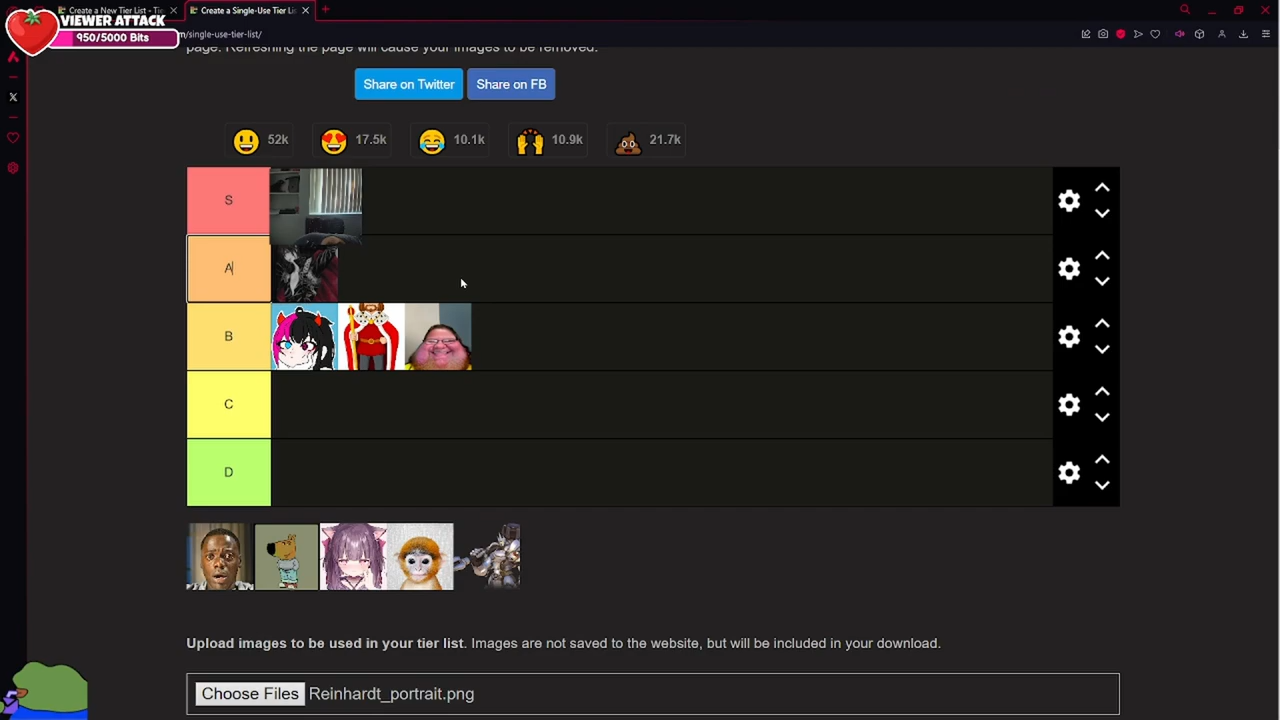 Create a New Tier List - Tie
Create a Single-Use Tier Lis
VIEWER ATTACK
950/5000 Bits
m/single-use-tier-list/
page. Refreshing the page will cause your images to be removed.
Share on Twitter
Share on FB
52k
17.5k
10.1k
10.9k
21.7k
S
A
B
C
D
Upload images to be used in your tier list. Images are not saved to the website, but will be included in your download.
Choose Files
Reinhardt_portrait.png